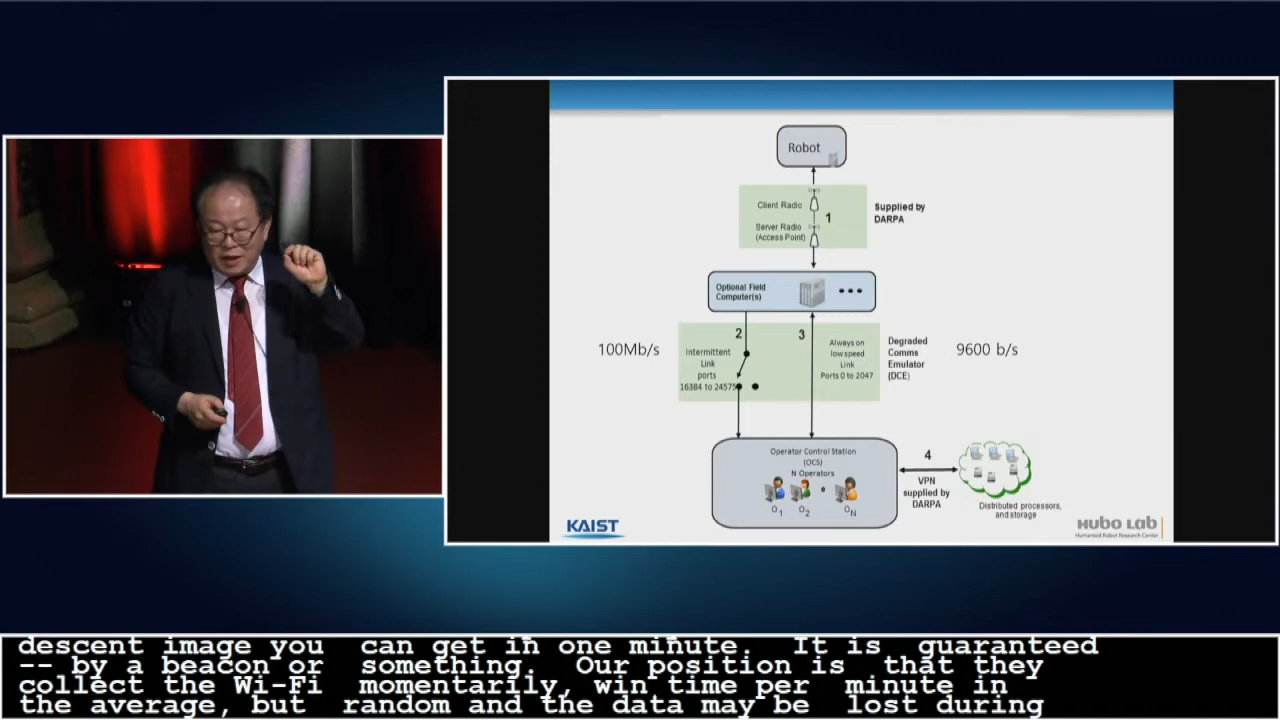 Robot
Client Radio
1
Server Radio
(Access Point)
Supplied by
DARPA
Optional Field
Computer(s)
100Mb/s
2
Intermittent
Link
ports
16384 to 24575
3
Always on
low speed
Link
Ports 0 to 2047
Degraded
Comms
Emulator
(DCE)
9600 b/s
Operator Control Station
(OCS)
N Operators
O1
O2
ON
4
VPN
supplied by
DARPA
Distributed processors,
and storage
KAIST
HUBO LAB
Humanoid Robot Research Center
descent image you can get in one minute. It is guaranteed
-- by a beacon or something. Our position is that they
collect the Wi-Fi momentarily, win time per minute in
the average, but random and the data may be lost during